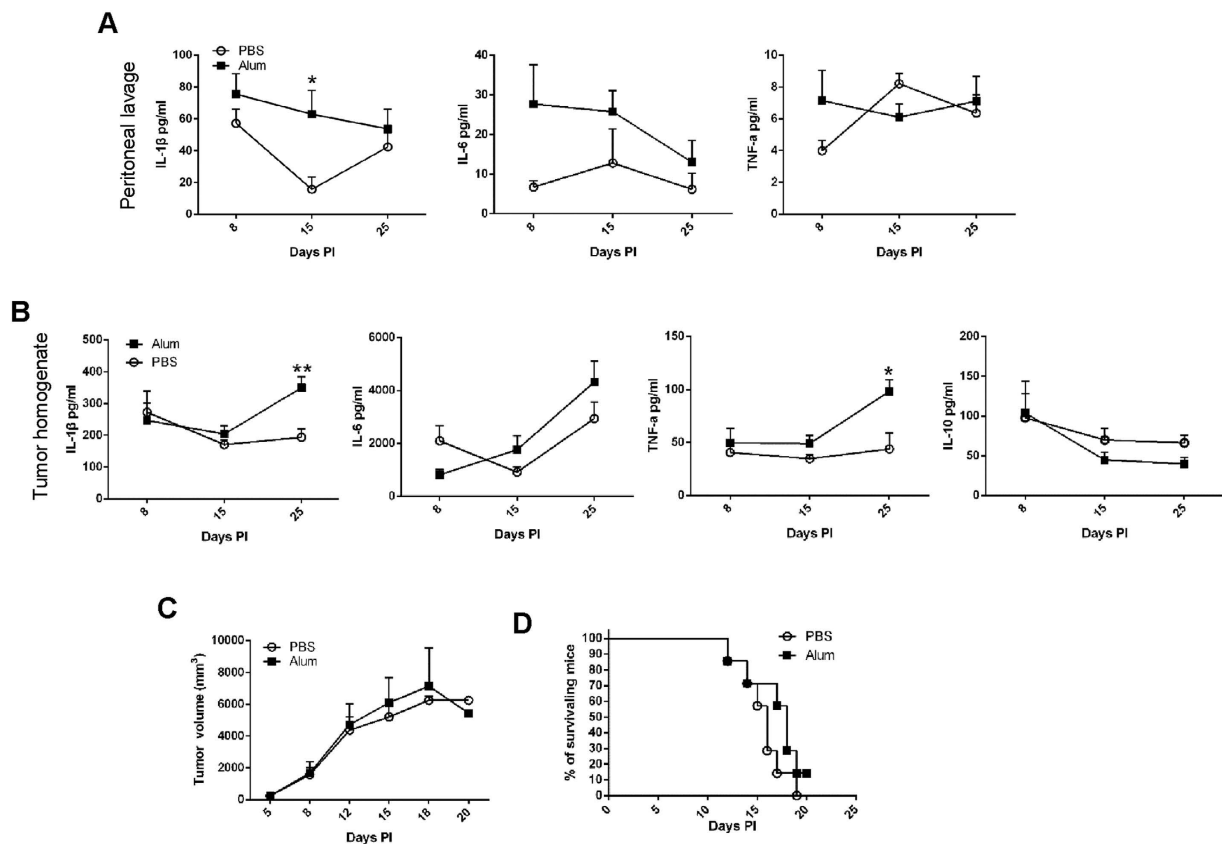 A
Peritoneal lavage
PBS
Alum
IL-1β pg/ml
100
80
60
40
20
0
*
8
15
25
Days PI
IL-6 pg/ml
40
30
20
10
0
8
15
25
Days PI
TNF-a pg/ml
10
8
6
4
2
0
8
15
25
Days PI
B
Tumor homogenate
Alum
PBS
IL-1β pg/ml
500
400
300
200
100
0
**
8
15
25
Days PI
IL-6 pg/ml
6000
4000
2000
0
8
15
25
Days PI
TNF-a pg/ml
150
100
50
0
*
8
15
25
Days PI
IL-10 pg/ml
200
150
100
50
0
8
15
25
Days PI
C
PBS
Alum
Tumor volume (mm³)
10000
8000
6000
4000
2000
0
5
8
12
15
18
20
Days PI
D
PBS
Alum
% of survivaling mice
100
90
80
70
60
50
40
30
20
10
0
0
5
10
15
20
25
Days PI